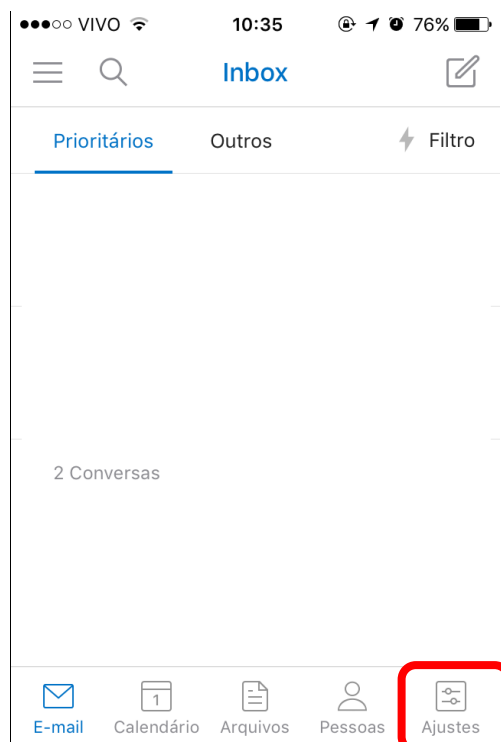 VIVO 10:35 76%
Inbox
Prioritários Outros Filtro
2 Conversas
1
E-mail Calendário Arquivos Pessoas Ajustes